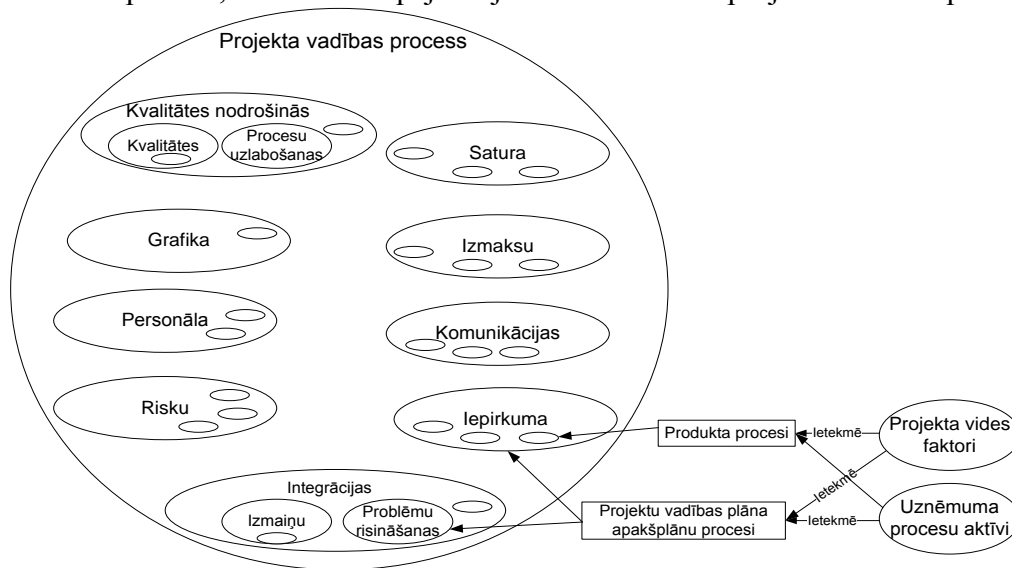 Projekta vadības process
Kvalitātes nodrošinās
Kvalitātes
Procesu
uzlabošanas
Satura
Grafika
Izmaksu
Personāla
Komunikācijas
Risku
Iepirkuma
Produkta procesi
Ietekmē
Projekta vides
faktori
Ietekmē
Integrācijas
Izmaiņu
Problēmu
risināšanas
Projektu vadības plāna
apakšplānu procesi
Ietekmē
Uzņēmuma
procesu aktīvi